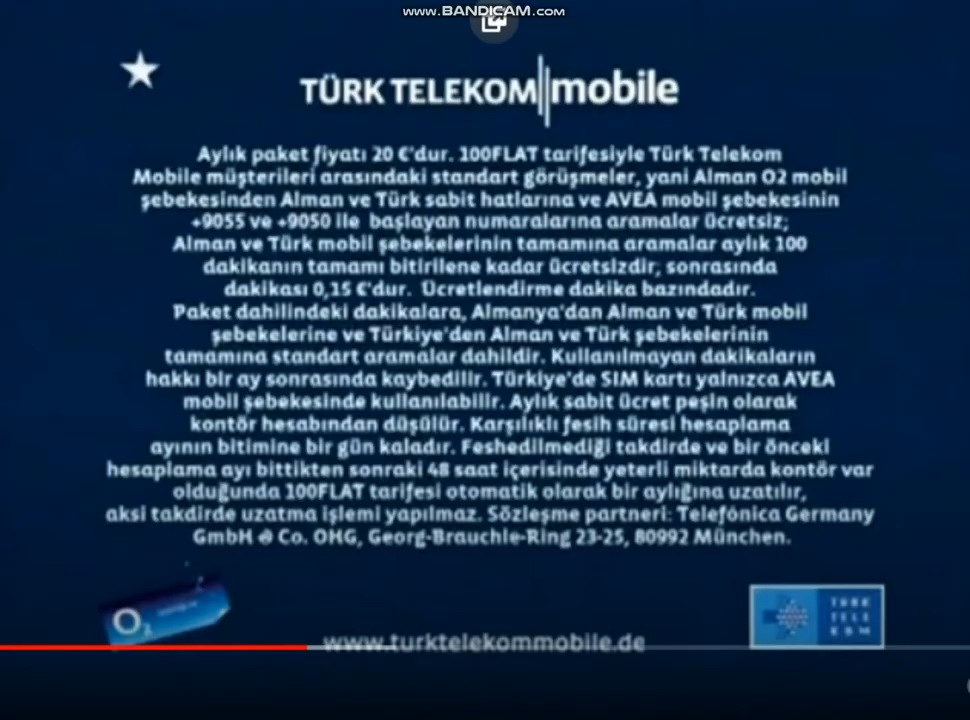 www.BANDICAM.com
TÜRK TELEKOM mobile
Aylık paket fiyatı 20 €'dur. 100FLAT tarifesiyle Türk Telekom
Mobile müşterileri arasındaki standart görüşmeler, yani Alman O2 mobil
şebekesinden Alman ve Türk sabit hatlarına ve AVEA mobil şebekesinin
+9055 ve +9050 ile başlayan numaralarına aramalar ücretsiz;
Alman ve Türk mobil şebekelerinin tamamına aramalar aylık 100
dakikanın tamamı bitirilene kadar ücretsizdir, sonrasında
dakikası 0,15 €'dur. Ücretlendirme dakika bazındadır.
Paket dahilindeki dakikalara, Almanya'dan Alman ve Türk mobil
şebekelerine ve Türkiye'den Alman ve Türk şebekelerinin
tamamına standart aramalar dahildir. Kullanılmayan dakikaların
hakkı bir ay sonrasında kaybedilir. Türkiye'de SIM kartı yalnızca AVEA
mobil şebekesinde kullanılabilir. Aylık sabit ücret peşin olarak
kontör hesabından düşülür. Karşılıklı fesih süresi hesaplama
ayının bitimine bir gün kaladır. Feshedilmediği takdirde ve bir önceki
hesaplama ayı bittikten sonraki 48 saat içerisinde yeterli miktarda kontör var
olduğunda 100FLAT tarifesi otomatik olarak bir aylığına uzatılır,
aksi takdirde uzatma işlemi yapılmaz. Sözleşme partneri: Telefónica Germany
GmbH & Co. OHG, Georg-Brauchle-Ring 23-25, 80992 München.
O2
www.turktelekommobile.de
TÜRK
TELE
KOM